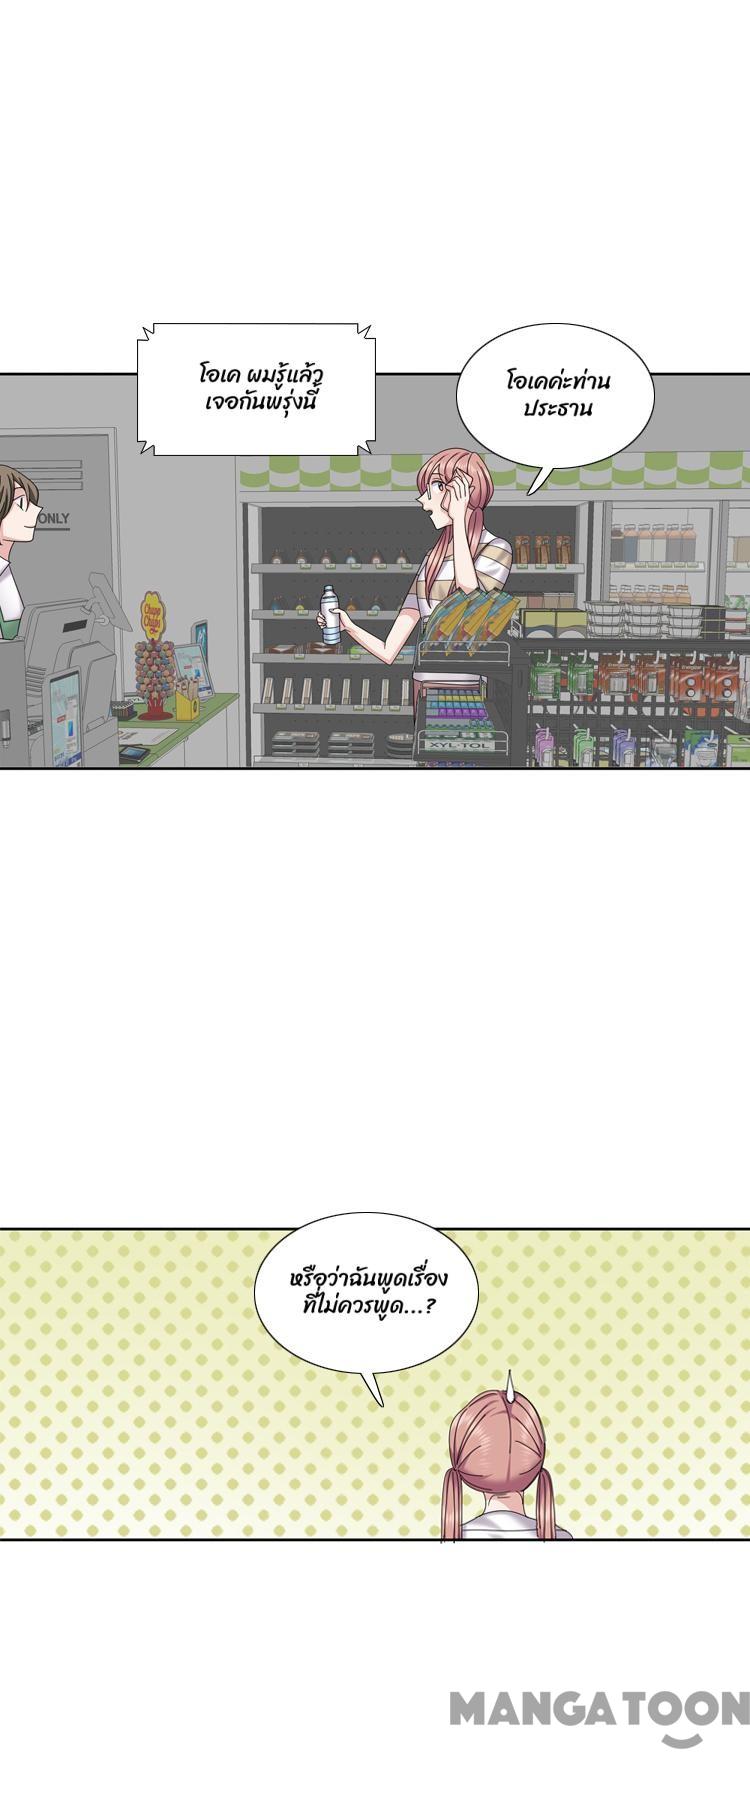 โอเค ผมรู้แล้ว
เจอกันพรุ่งนี้
โอเคค่ะท่าน
ประธาน
ONLY
Chupa
Chups
XYLTOL
หรือว่าฉันพูดเรื่อง
ที่ไม่ควรพูด...?
MANGATOON